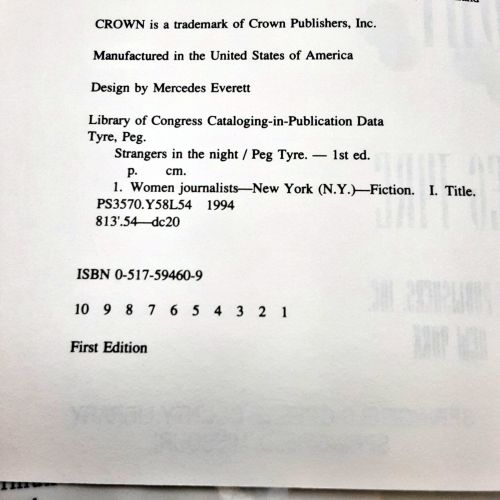 CROWN is a trademark of Crown Publishers, Inc.
Manufactured in the United States of America
Design by Mercedes Everett
Library of Congress Cataloging-in-Publication Data
Tyre, Peg.
Strangers in the night / Peg Tyre. — 1st ed.
p. cm.
1. Women journalists—New York (N.Y.)—Fiction. I. Title.
PS3570.Y58L54 1994
813'.54—dc20
ISBN 0-517-59460-9
10 9 8 7 6 5 4 3 2 1
First Edition